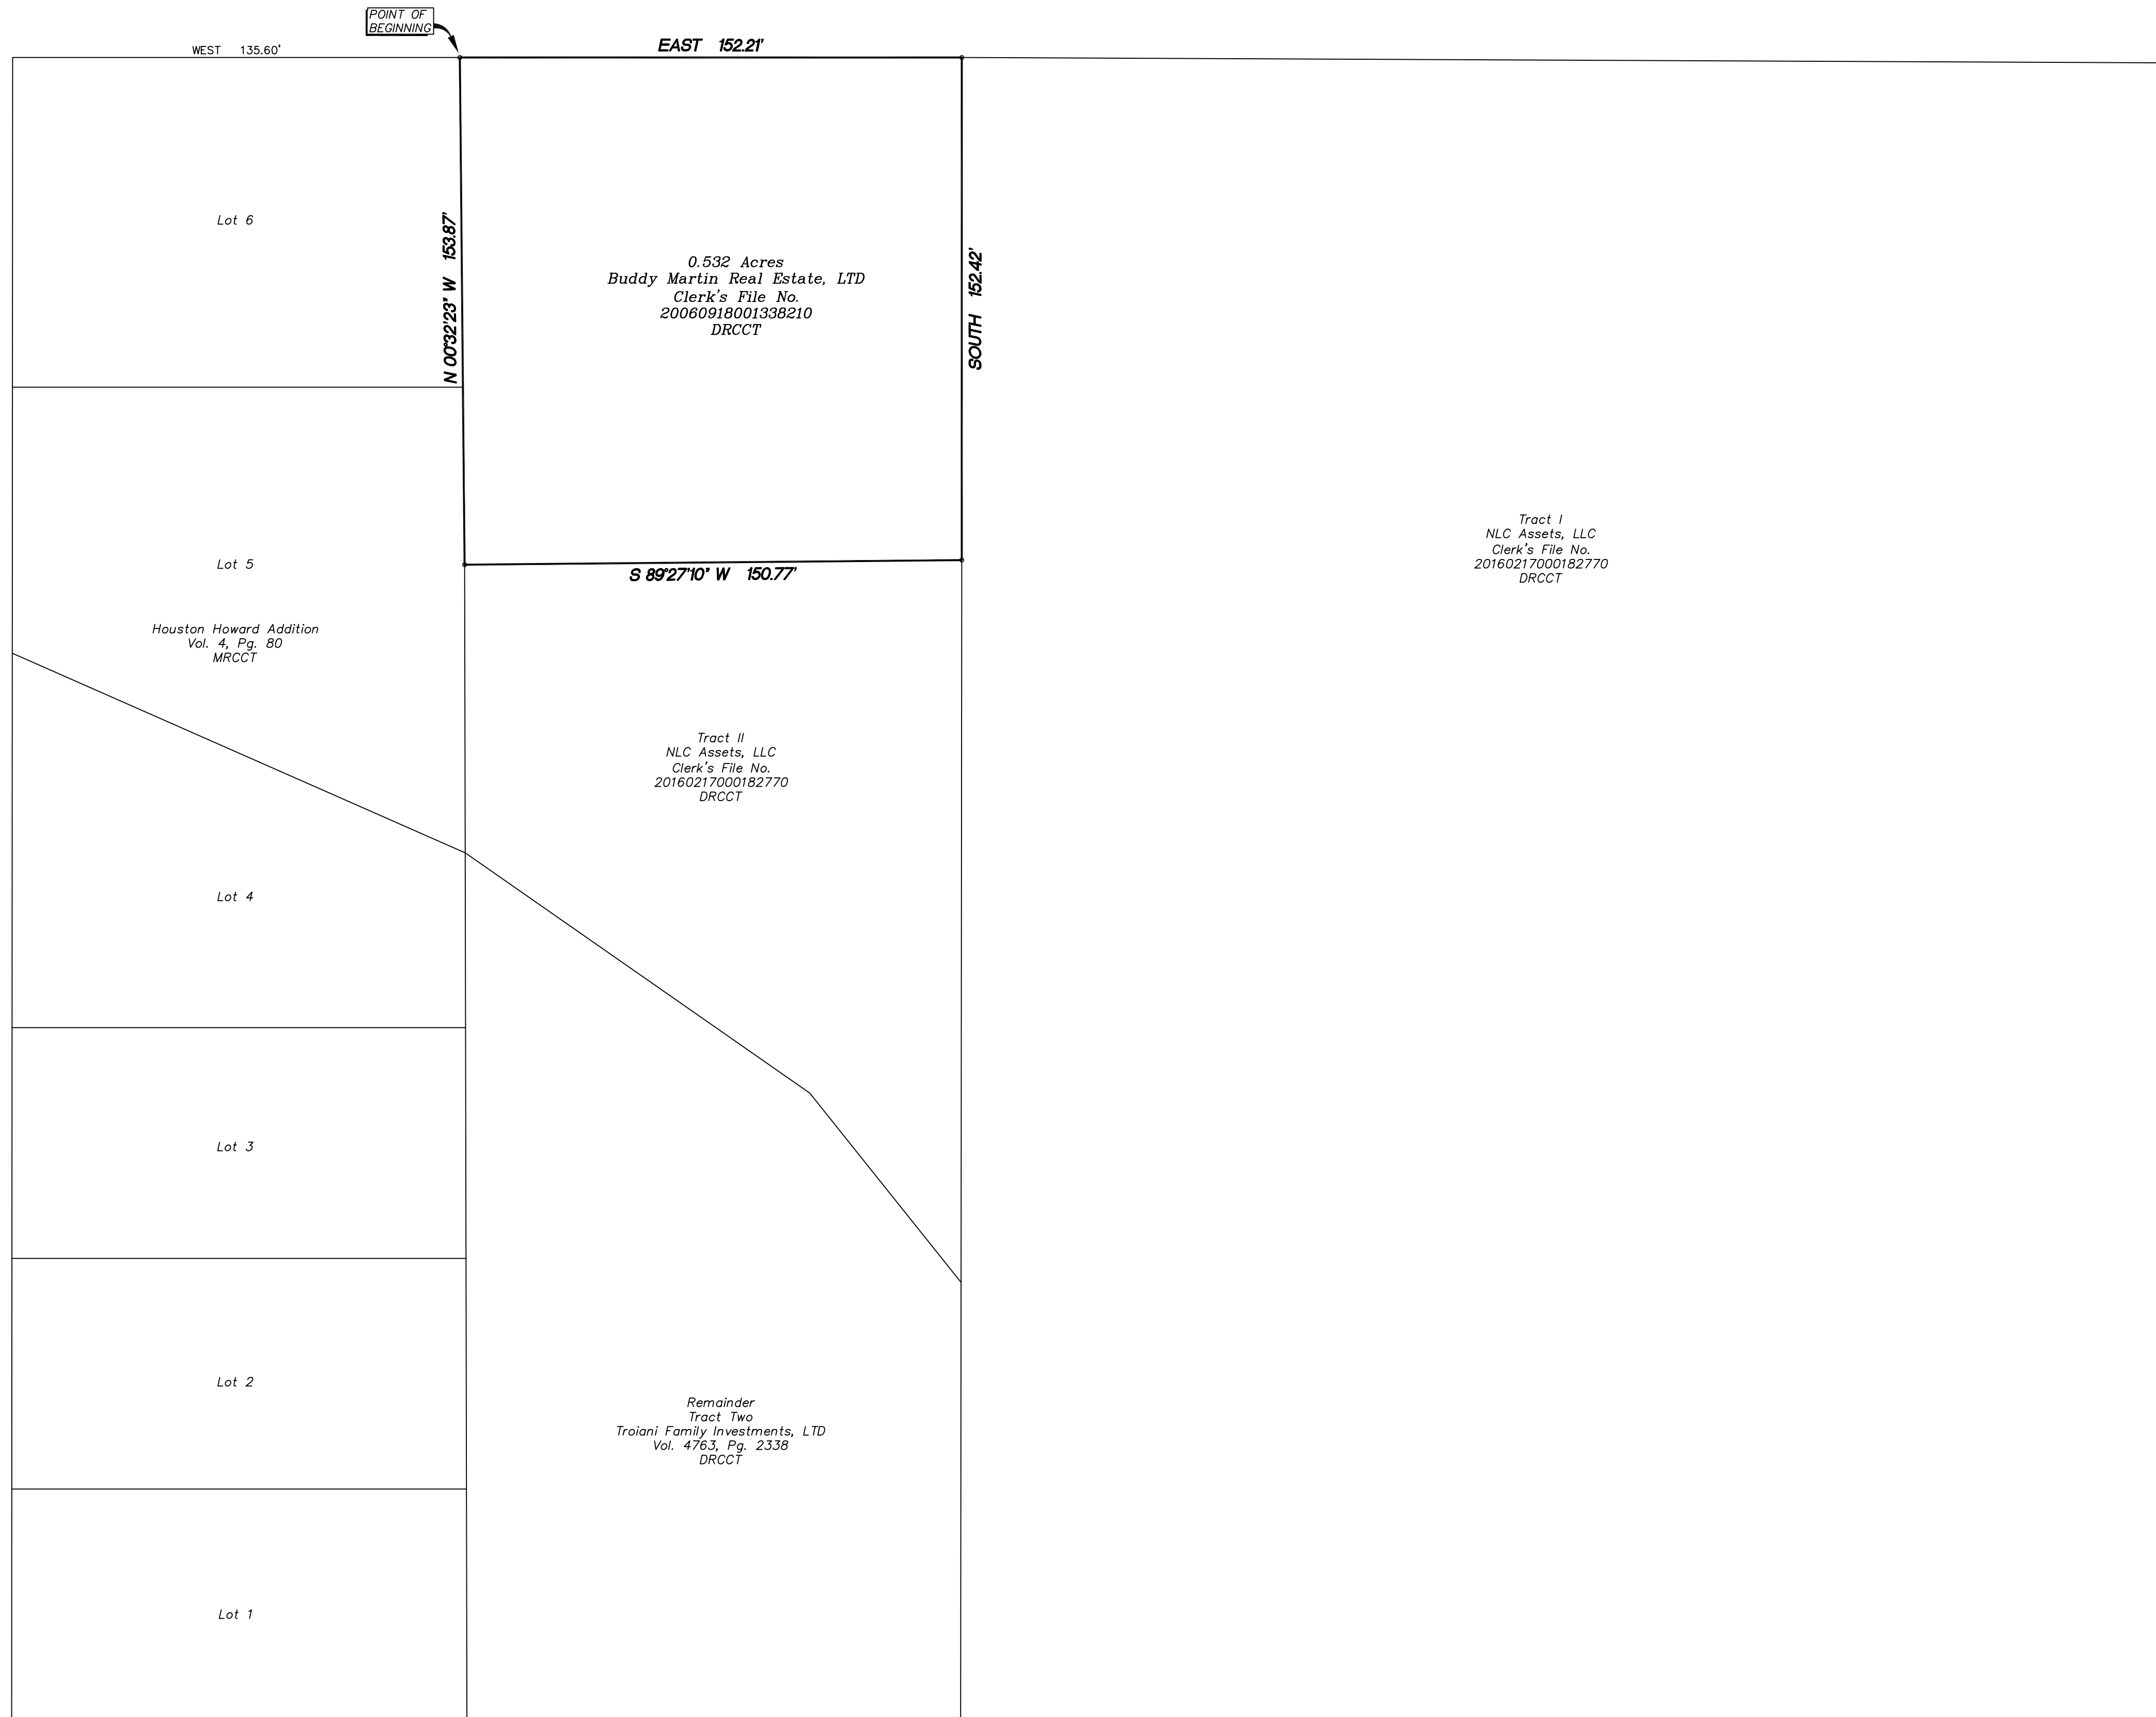 POINT OF
BEGINNING
WEST 135.60'
EAST 152.21'
Lot 6
N 00°32'23" W 153.87'
0.532 Acres
Buddy Martin Real Estate, LTD
Clerk's File No.
20060918001338210
DRCCT
SOUTH 152.42'
S 89°27'10" W 150.77'
Tract I
NLC Assets, LLC
Clerk's File No.
20160217000182770
DRCCT
Lot 5
Houston Howard Addition
Vol. 4, Pg. 80
MRCCT
Tract II
NLC Assets, LLC
Clerk's File No.
20160217000182770
DRCCT
Lot 4
Lot 3
Lot 2
Remainder
Tract Two
Troiani Family Investments, LTD
Vol. 4763, Pg. 2338
DRCCT
Lot 1